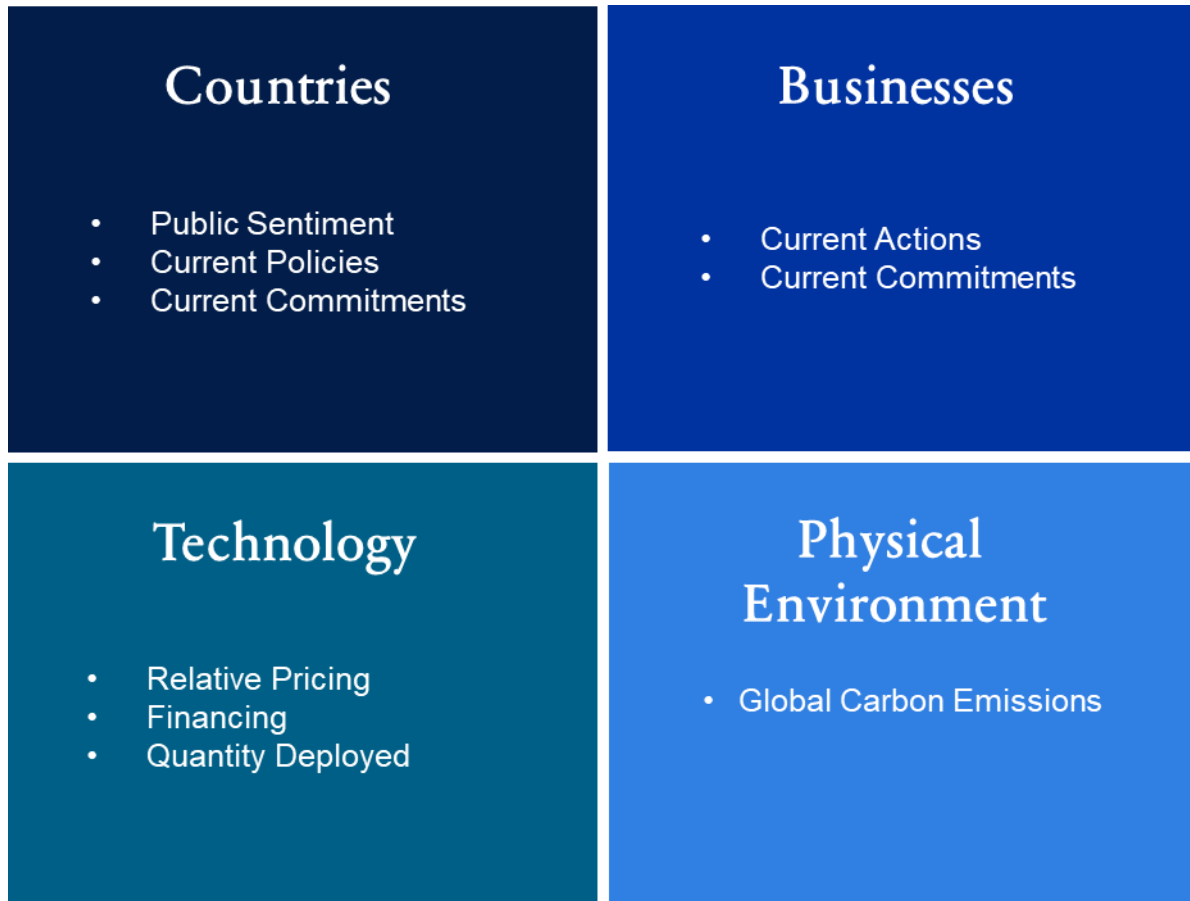 Countries
• Public Sentiment
• Current Policies
• Current Commitments
Businesses
• Current Actions
• Current Commitments
Technology
• Relative Pricing
• Financing
• Quantity Deployed
Physical
Environment
• Global Carbon Emissions